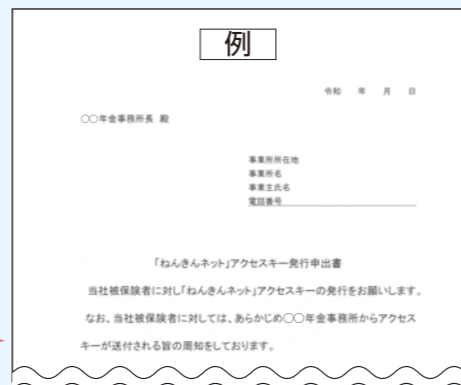 例
令和　年　月　日
○○年金事務所長 殿
事業所所在地
事業所名
事業主氏名
電話番号
「ねんきんネット」アクセスキー発行申出書
当社被保険者に対し「ねんきんネット」アクセスキーの発行をお願いします。
なお、当社被保険者に対しては、あらかじめ○○年金事務所からアクセス
キーが送付される旨の周知をしております。